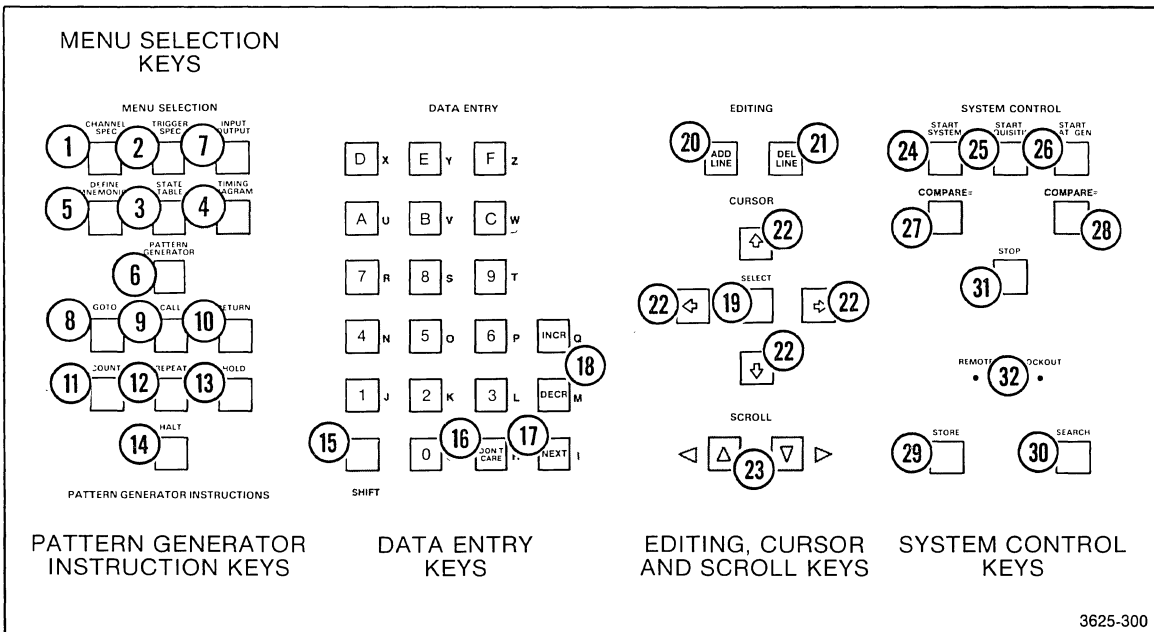 MENU SELECTION
KEYS
MENU SELECTION
DATA ENTRY
EDITING
SYSTEM CONTROL
1 CHANNEL SPEC 2 TRIGGER SPEC 7 INPUT OUTPUT
5 DEFINE MNEMONIC 3 STATE TABLE 4 TIMING
6 PATTERN GENERATOR
8 GOTO 9 CALL 10 RETURN
11 COUNT 12 REPEAT 13 HOLD
14 HALT
PATTERN GENERATOR INSTRUCTIONS
D X E Y F Z
A U B V C W
7 R 8 S 9 T
4 N 5 O 6 P INCR Q
18
1 J 2 K 3 L DECR M
15 0 16 DON'T CARE 17 NEXT I
SHIFT
20 ADD LINE DEL LINE 21
CURSOR
22
SELECT
22 19 22
22
SCROLL
23
24 START SYSTEM 25 START 26 START GEN
COMPARE= COMPARE≠
27 28
STOP
31
REMOTE 32
29 STORE 30 SEARCH
PATTERN GENERATOR
INSTRUCTION KEYS
DATA ENTRY
KEYS
EDITING, CURSOR
AND SCROLL KEYS
SYSTEM CONTROL
KEYS
3625-300